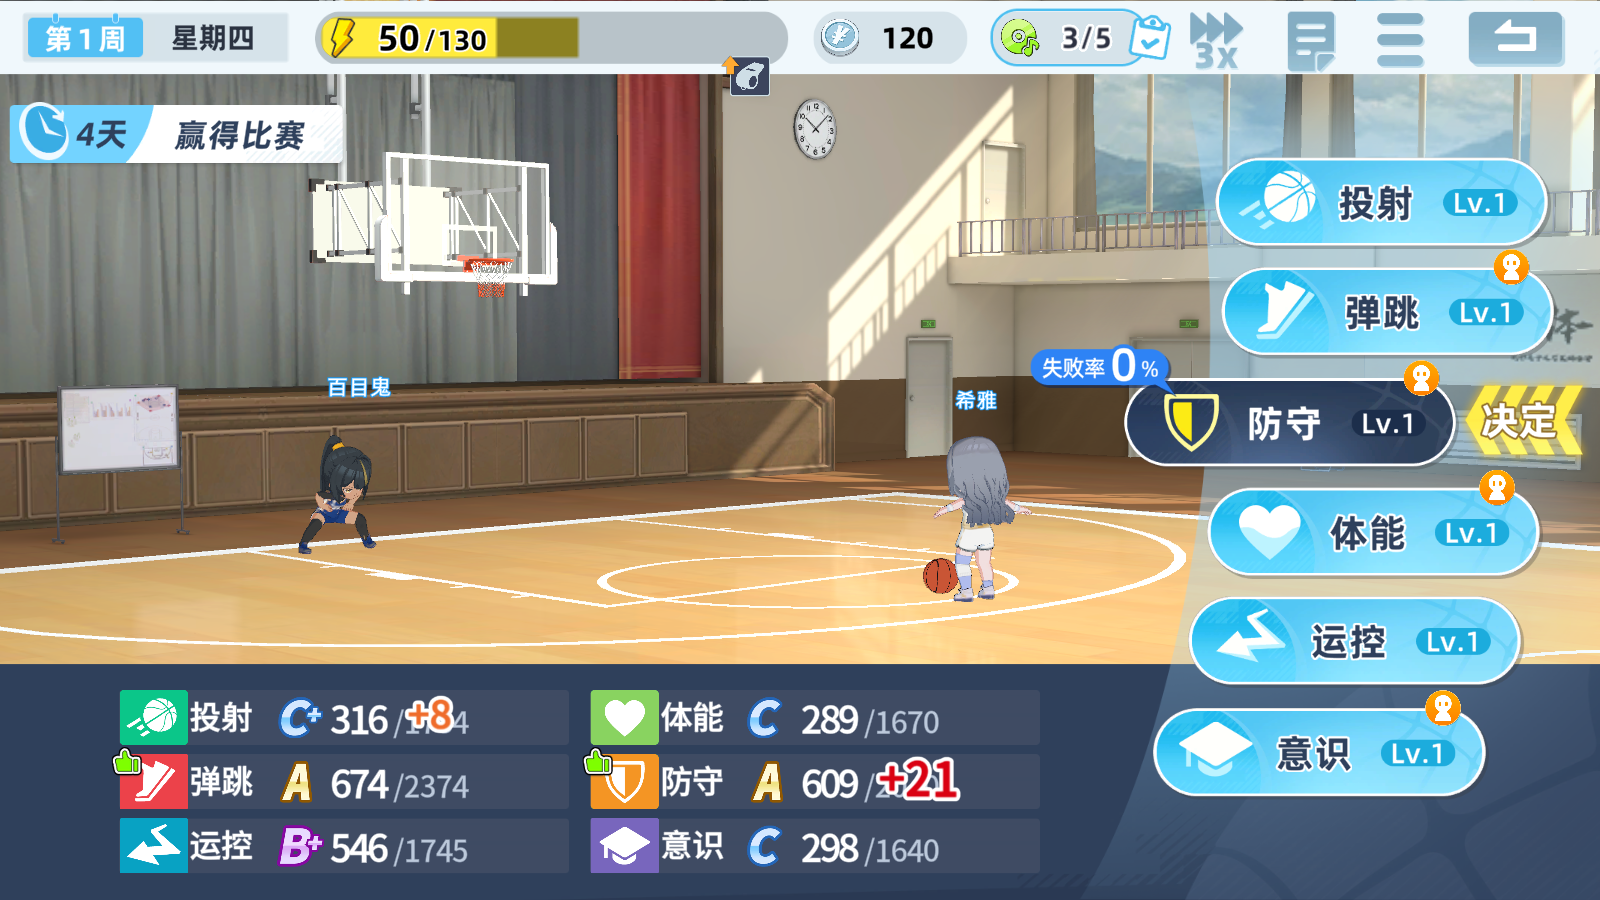 第1周 星期四
50/130
120
3/5
3x
4天 赢得比赛
投射 Lv.1
弹跳 Lv.1
失败率0%
防守 Lv.1
决定
体能 Lv.1
运控 Lv.1
意识 Lv.1
百目鬼
希雅
投射 C+ 316 +8
体能 C 289/1670
弹跳 A 674/2374
防守 A 609 +21
运控 B+ 546/1745
意识 C 298/1640